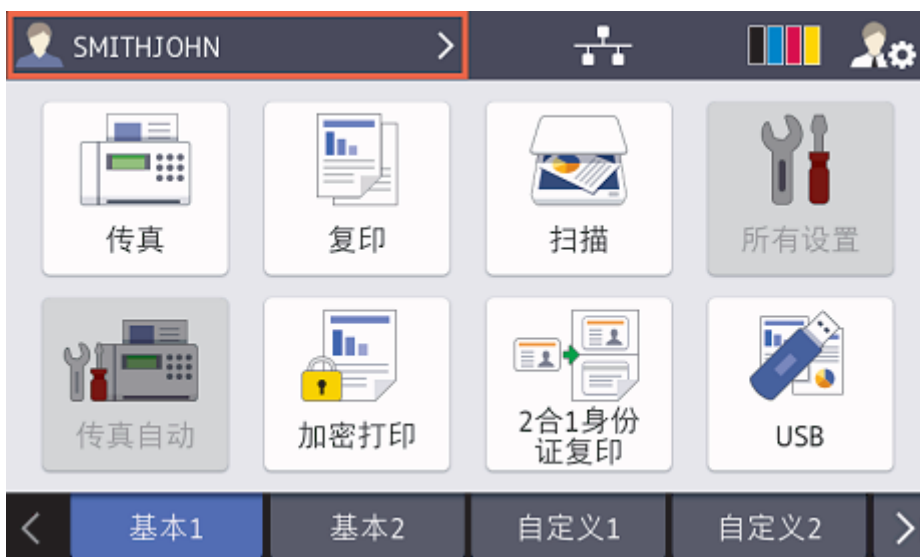 SMITHJOHN
传真
复印
扫描
所有设置
传真自动
加密打印
2合1身份
证复印
USB
基本1
基本2
自定义1
自定义2